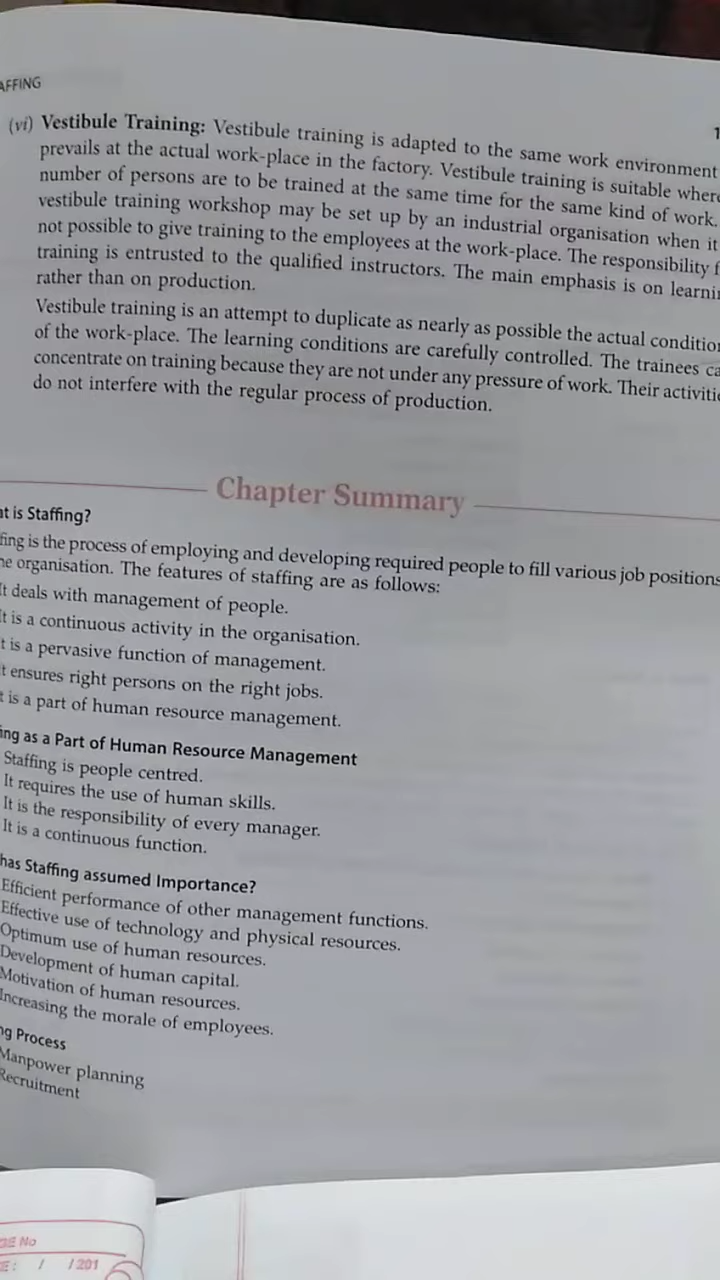 AFFING
1
(vi) Vestibule Training: Vestibule training is adapted to the same work environment
prevails at the actual work-place in the factory. Vestibule training is suitable where
number of persons are to be trained at the same time for the same kind of work.
vestibule training workshop may be set up by an industrial organisation when it
not possible to give training to the employees at the work-place. The responsibility f
training is entrusted to the qualified instructors. The main emphasis is on learnin
rather than on production.
Vestibule training is an attempt to duplicate as nearly as possible the actual condition
of the work-place. The learning conditions are carefully controlled. The trainees ca
concentrate on training because they are not under any pressure of work. Their activitie
do not interfere with the regular process of production.
Chapter Summary
at is Staffing?
fing is the process of employing and developing required people to fill various job positions
he organisation. The features of staffing are as follows:
It deals with management of people.
It is a continuous activity in the organisation.
t is a pervasive function of management.
t ensures right persons on the right jobs.
t is a part of human resource management.
ing as a Part of Human Resource Management
Staffing is people centred.
It requires the use of human skills.
It is the responsibility of every manager.
It is a continuous function.
has Staffing assumed Importance?
Efficient performance of other management functions.
Effective use of technology and physical resources.
Optimum use of human resources.
Development of human capital.
Motivation of human resources.
Increasing the morale of employees.
ng Process
Manpower planning
Recruitment
GE No
E: / /201